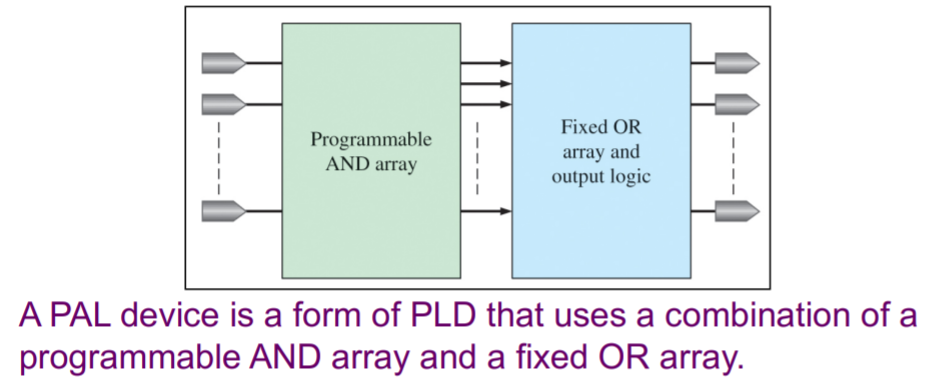 Programmable
AND array
Fixed OR
array and
output logic
A PAL device is a form of PLD that uses a combination of a
programmable AND array and a fixed OR array.